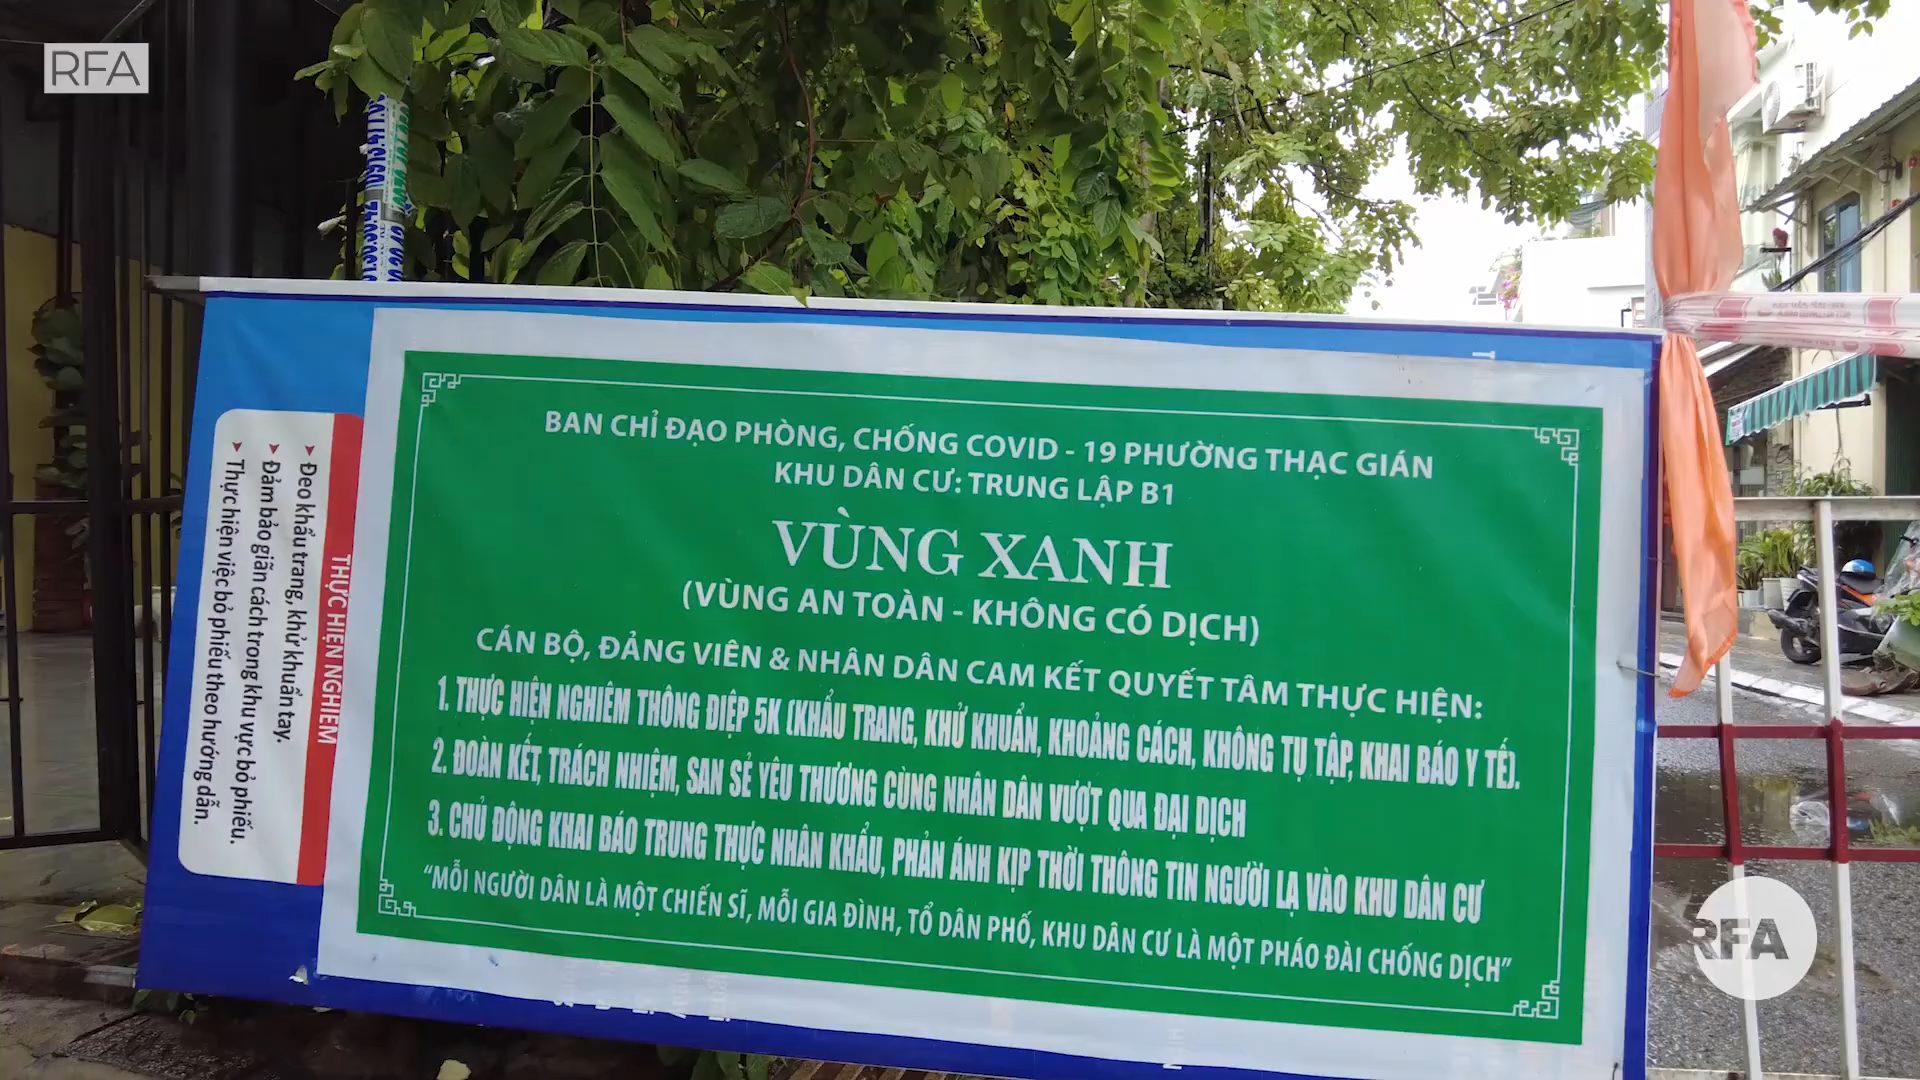 RFA
BAN CHỈ ĐẠO PHÒNG, CHỐNG COVID - 19 PHƯỜNG THẠC GIÁN
KHU DÂN CƯ: TRUNG LẬP B1
VÙNG XANH
(VÙNG AN TOÀN - KHÔNG CÓ DỊCH)
CÁN BỘ, ĐẢNG VIÊN & NHÂN DÂN CAM KẾT QUYẾT TÂM THỰC HIỆN:
1. THỰC HIỆN NGHIÊM THÔNG ĐIỆP 5K (KHẨU TRANG, KHỬ KHUẨN, KHOẢNG CÁCH, KHÔNG TỤ TẬP, KHAI BÁO Y TẾ).
2. ĐOÀN KẾT, TRÁCH NHIỆM, SAN SẺ YÊU THƯƠNG CÙNG NHÂN DÂN VƯỢT QUA ĐẠI DỊCH
3. CHỦ ĐỘNG KHAI BÁO TRUNG THỰC NHÂN KHẨU, PHẢN ÁNH KỊP THỜI THÔNG TIN NGƯỜI LẠ VÀO KHU DÂN CƯ
"MỖI NGƯỜI DÂN LÀ MỘT CHIẾN SĨ, MỖI GIA ĐÌNH, TỔ DÂN PHỐ, KHU DÂN CƯ LÀ MỘT PHÁO ĐÀI CHỐNG DỊCH"
THỰC HIỆN NGHIÊM
Đeo khẩu trang, khử khuẩn tay.
Đảm bảo giãn cách trong khu vực bỏ phiếu.
Thực hiện việc bỏ phiếu theo hướng dẫn.
RFA